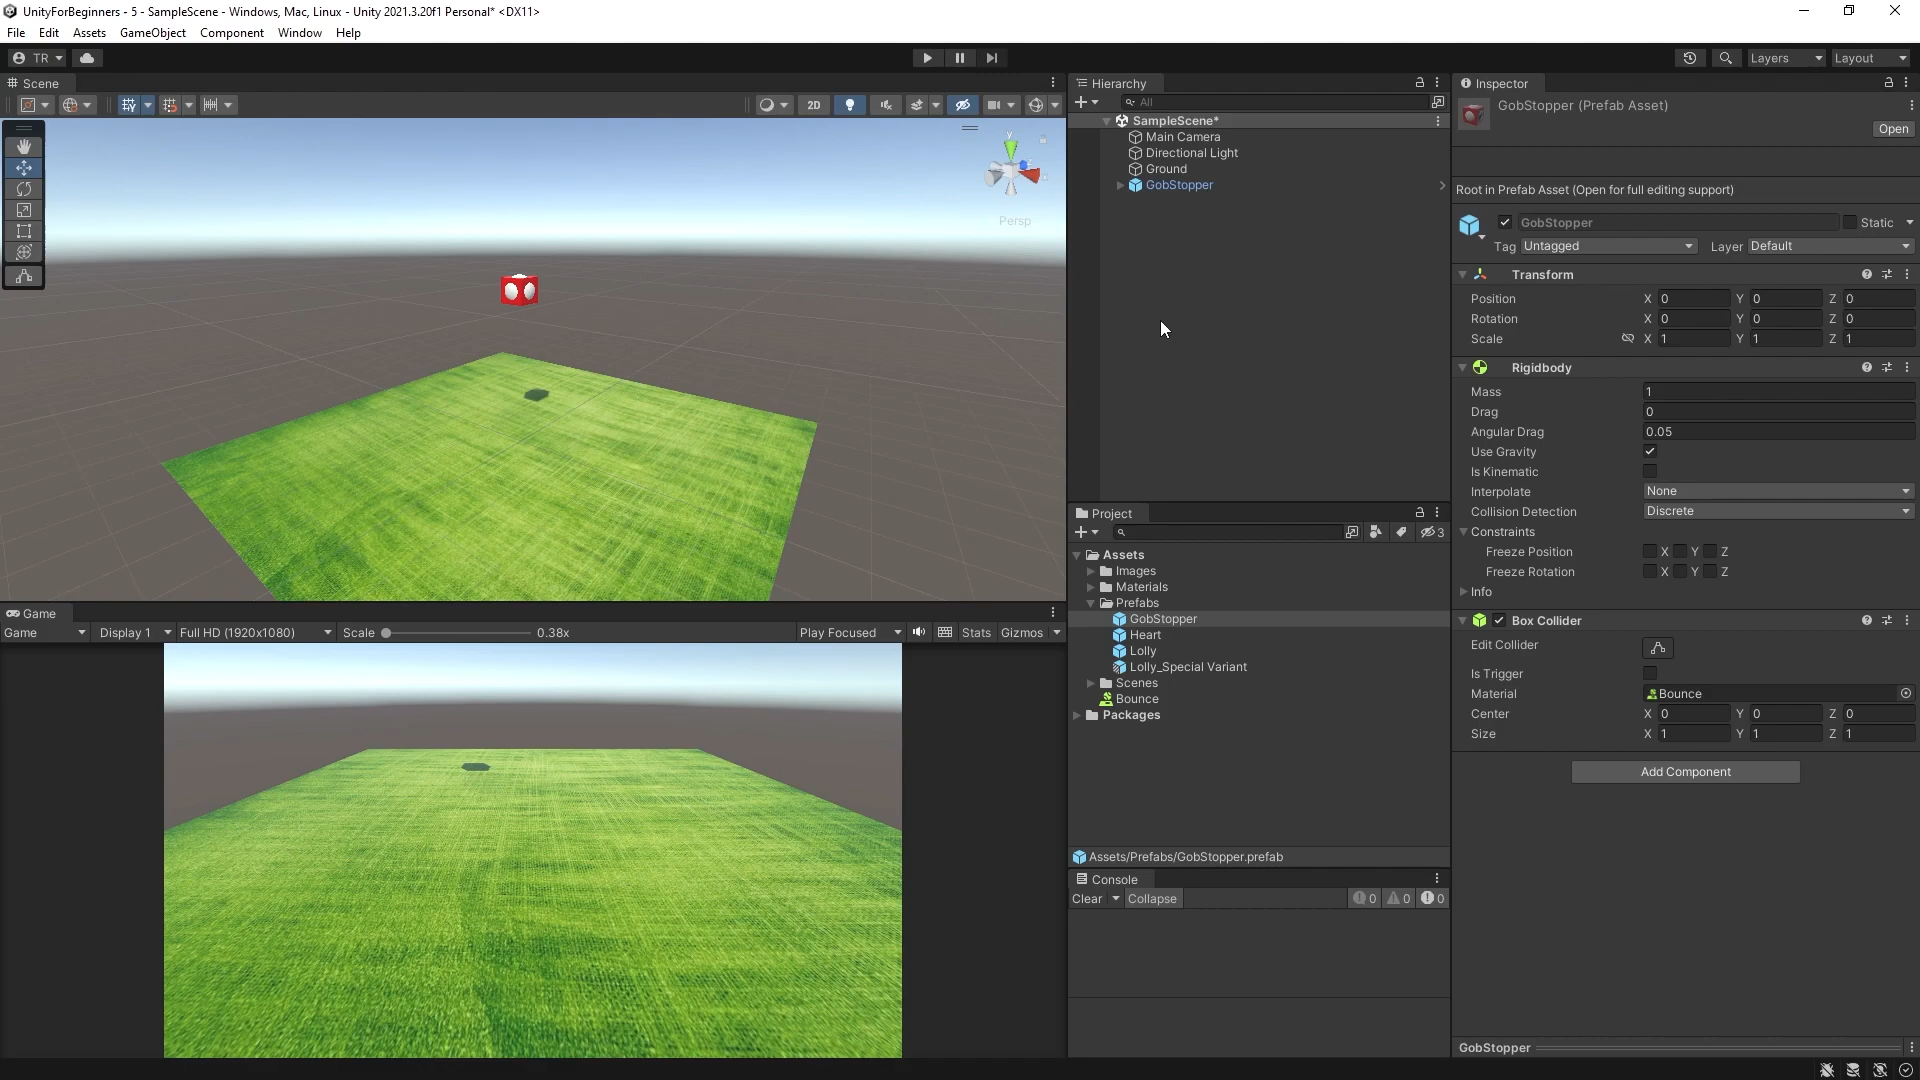 UnityForBeginners - 5 - SampleScene - Windows, Mac, Linux - Unity 2021.3.20f1 Personal* <DX11>
File Edit Assets GameObject Component Window Help
TR Layers Layout
Scene
2D
y
Persp
Game
Game Display 1 Full HD (1920x1080) Scale 0.38x Play Focused Stats Gizmos
Hierarchy
All
SampleScene*
Main Camera
Directional Light
Ground
GobStopper
Project
3
Assets
Images
Materials
Prefabs
GobStopper
Heart
Lolly
Lolly_Special Variant
Scenes
Bounce
Packages
Assets/Prefabs/GobStopper.prefab
Console
Clear Collapse 0 0 0
Inspector
GobStopper (Prefab Asset)
Open
Root in Prefab Asset (Open for full editing support)
GobStopper Static
Tag Untagged Layer Default
Transform
Position X 0 Y 0 Z 0
Rotation X 0 Y 0 Z 0
Scale X 1 Y 1 Z 1
Rigidbody
Mass 1
Drag 0
Angular Drag 0.05
Use Gravity
Is Kinematic
Interpolate None
Collision Detection Discrete
Constraints
Freeze Position X Y Z
Freeze Rotation X Y Z
Info
Box Collider
Edit Collider
Is Trigger
Material Bounce
Center X 0 Y 0 Z 0
Size X 1 Y 1 Z 1
Add Component
GobStopper